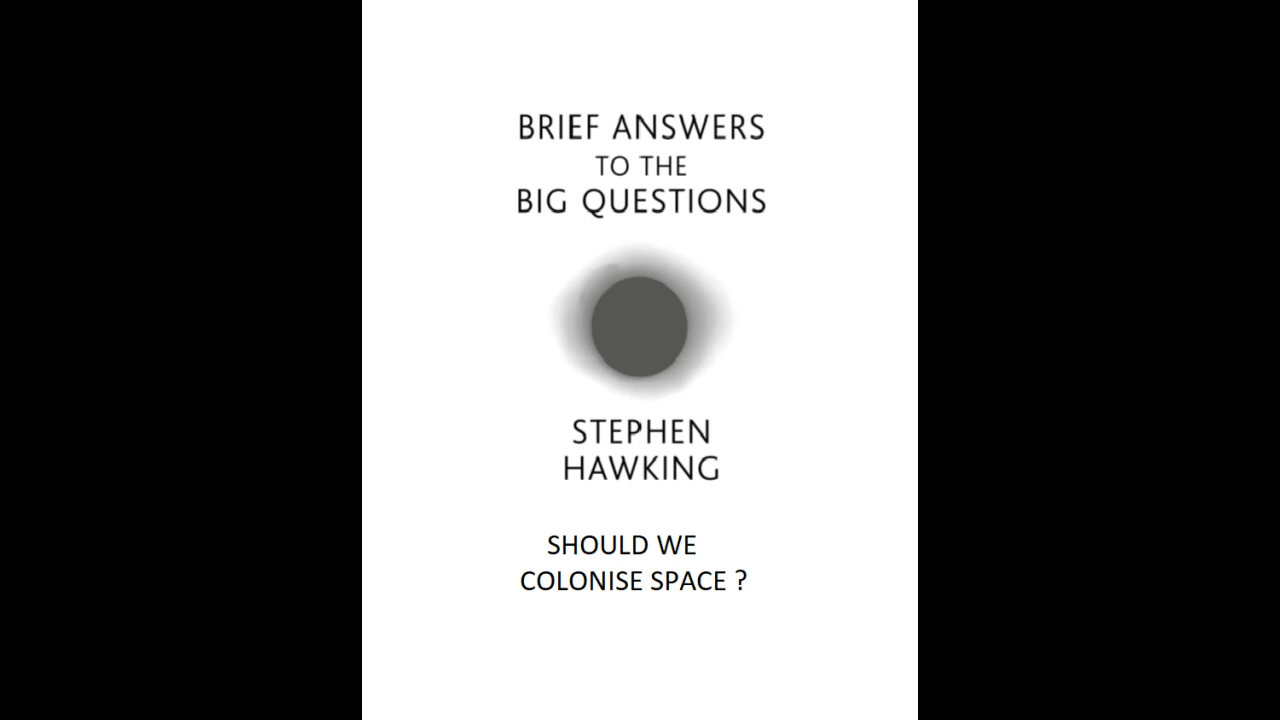 BRIEF ANSWERS
TO THE
BIG QUESTIONS
STEPHEN
HAWKING
SHOULD WE
COLONISE SPACE ?